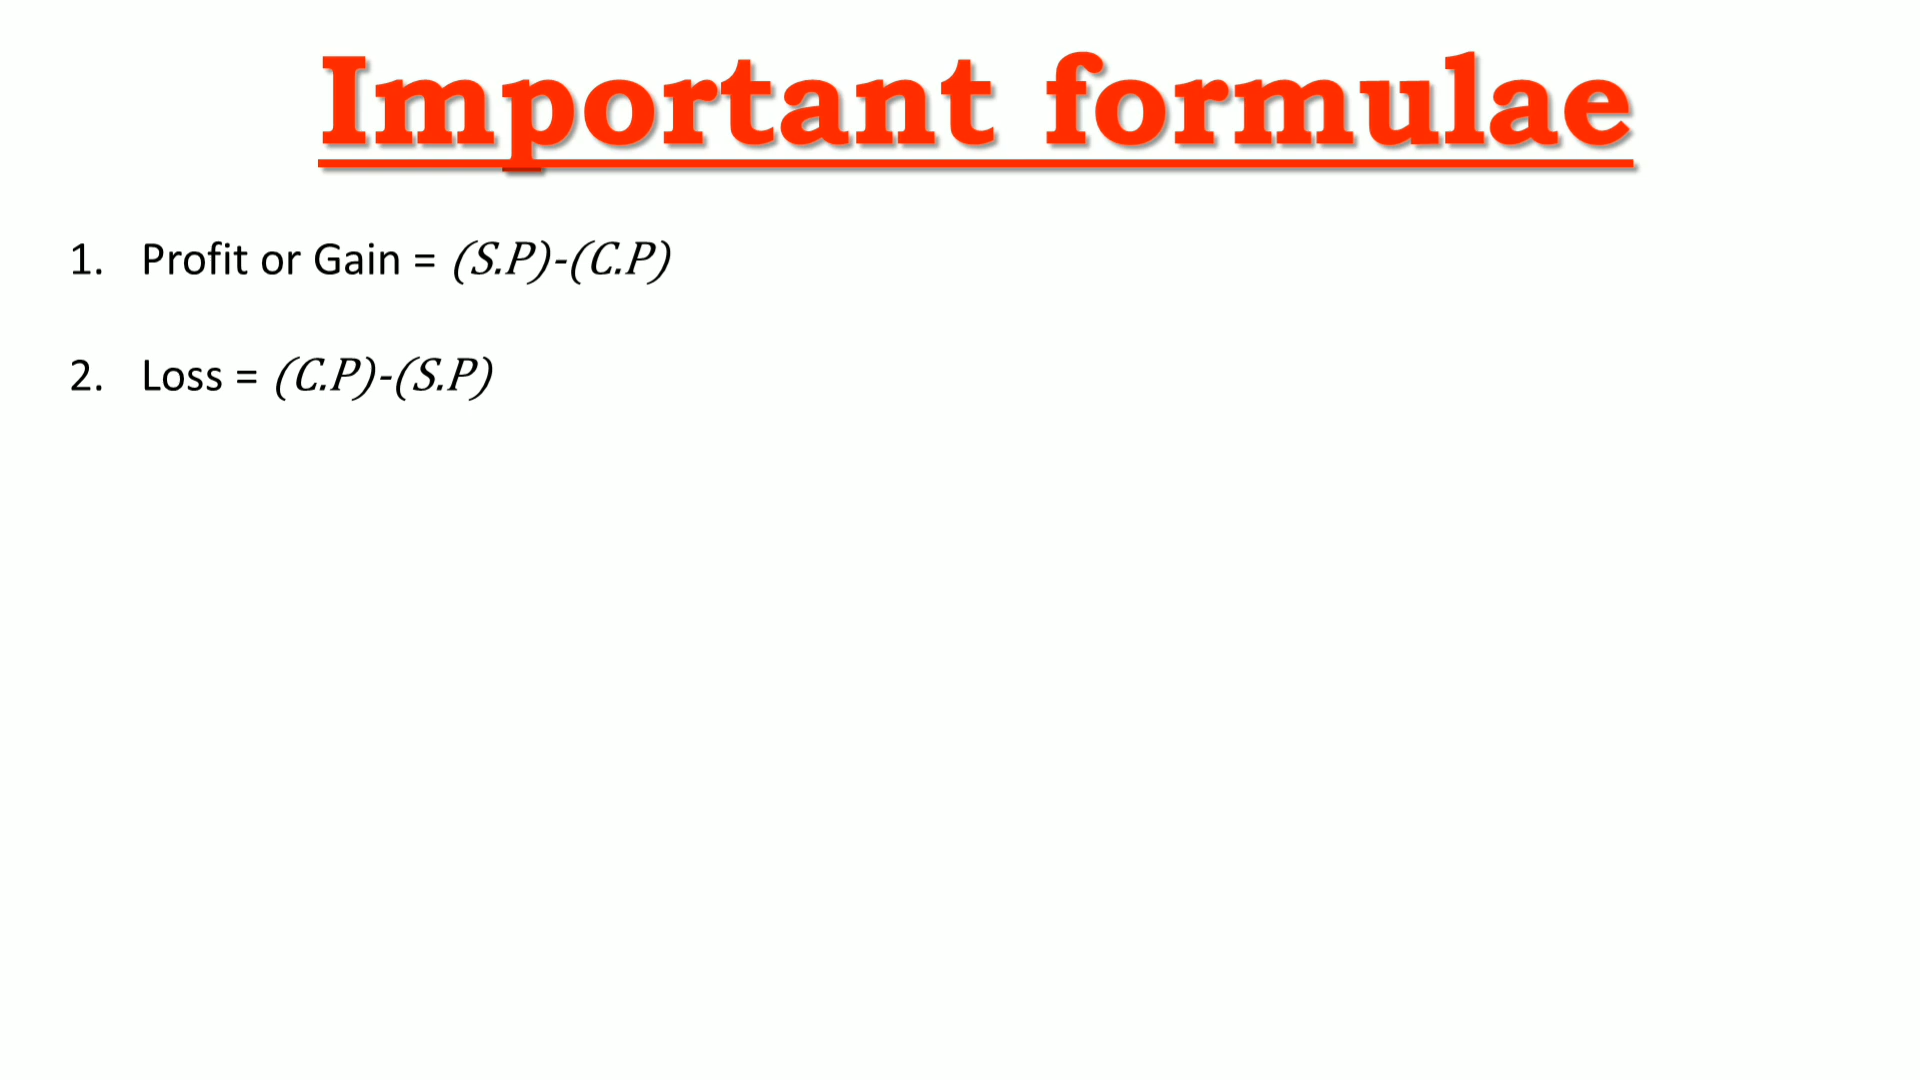 Important formulae
1. Profit or Gain = (S.P)-(C.P)
2. Loss = (C.P)-(S.P)